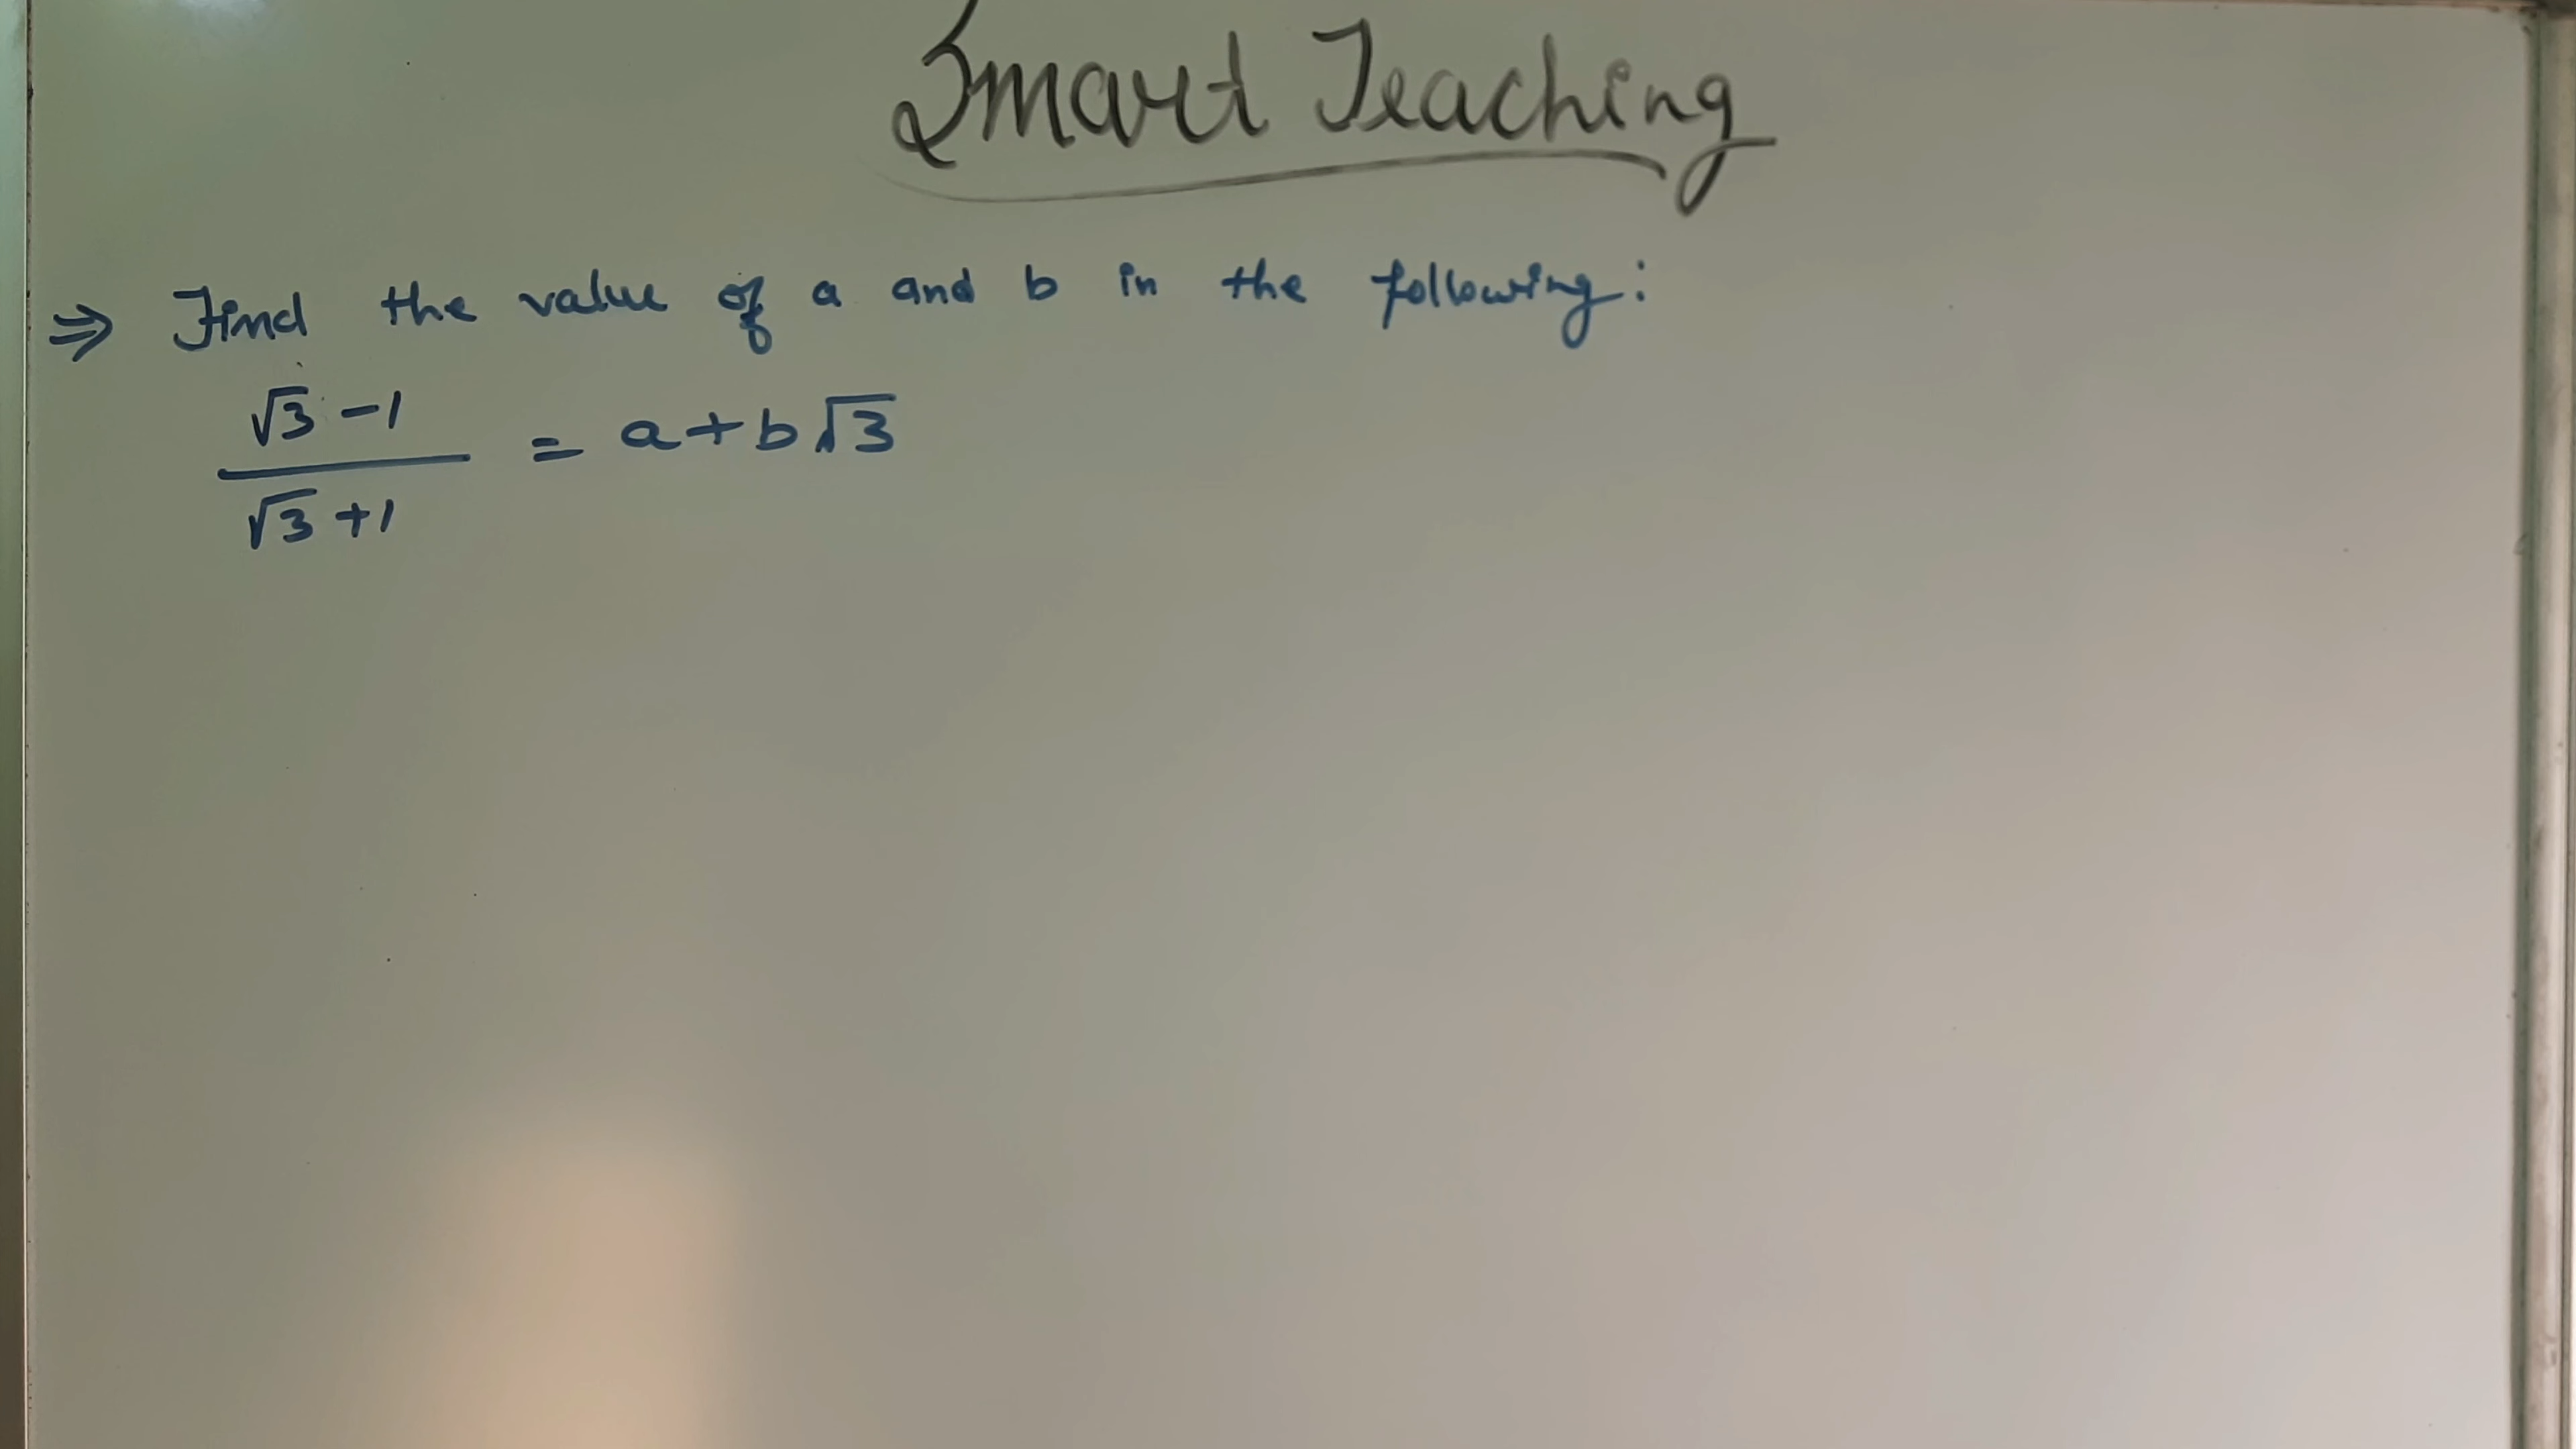 Smart Teaching
⇒ Find the value of a and b in the following:
√3 -1
――― = a+b√3
√3 +1